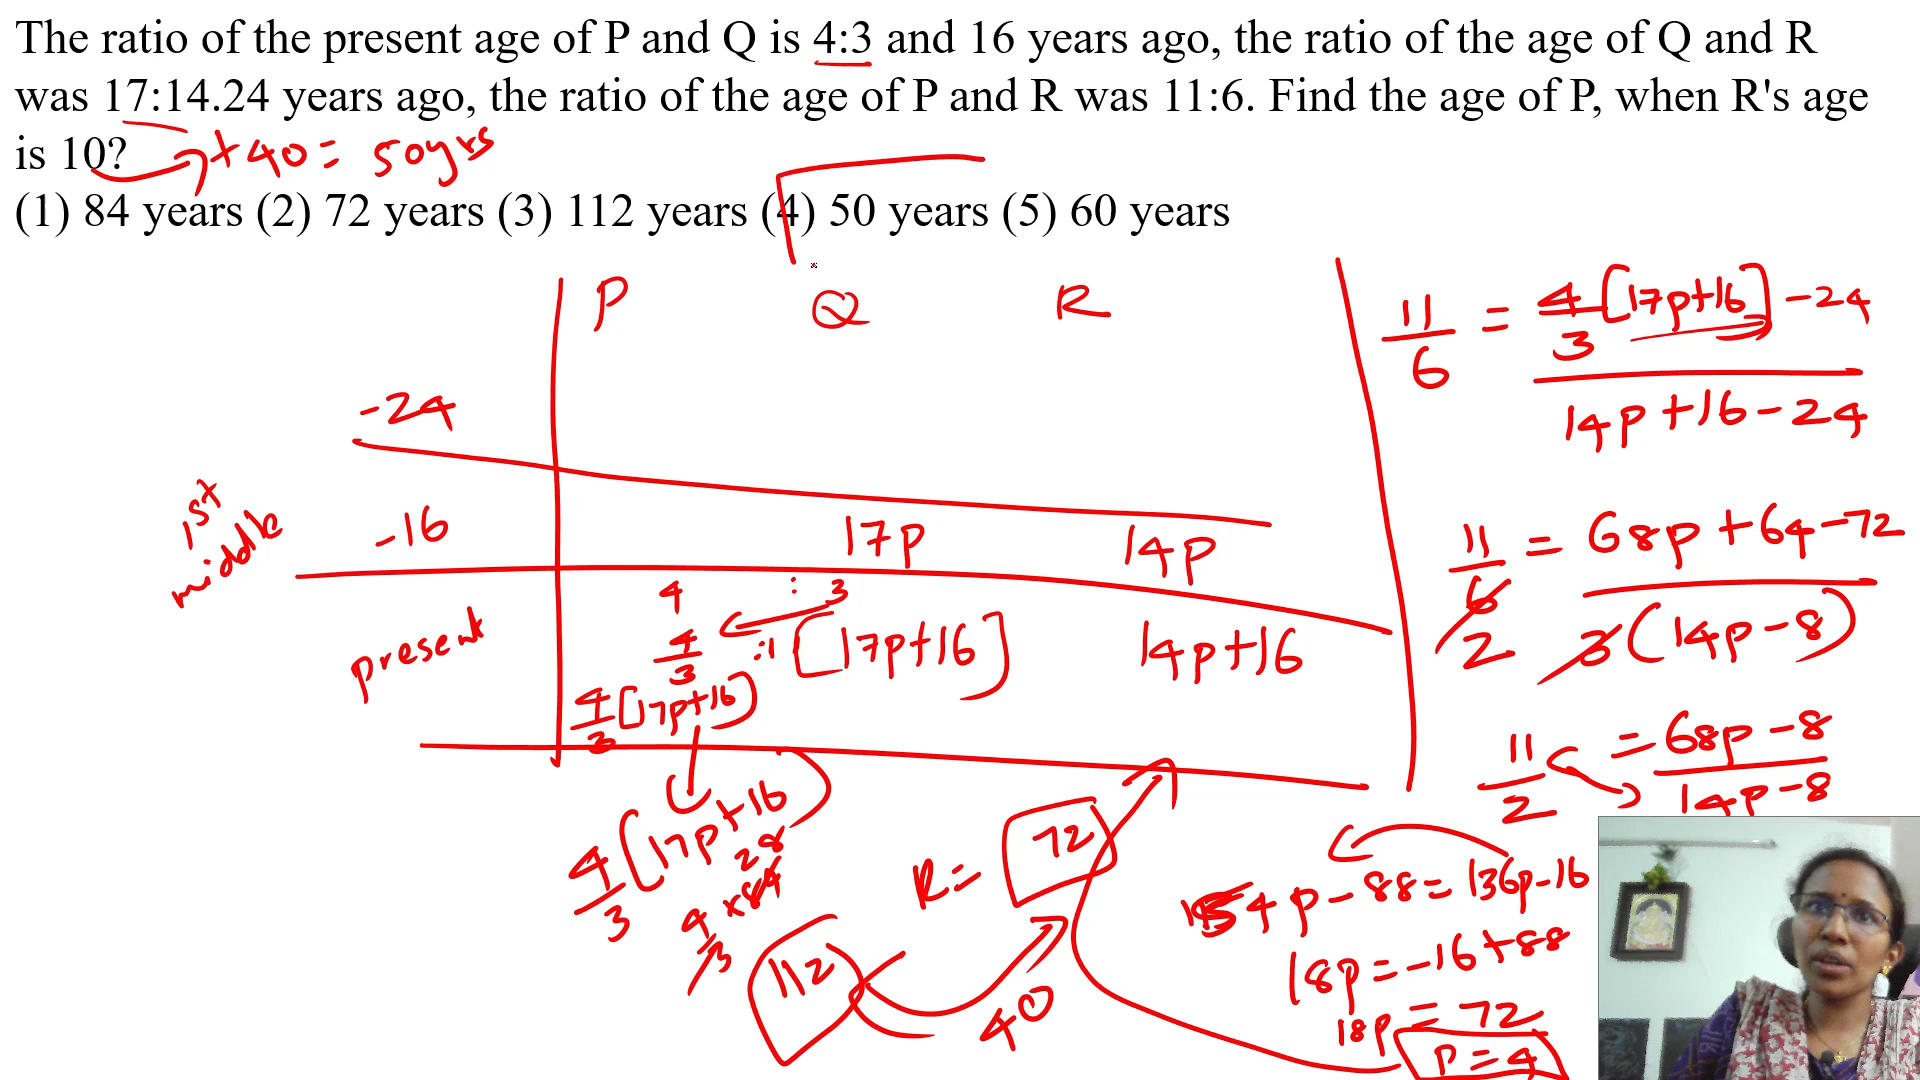 The ratio of the present age of P and Q is 4:3 and 16 years ago, the ratio of the age of Q and R
was 17:14.24 years ago, the ratio of the age of P and R was 11:6. Find the age of P, when R's age
is 10? +40 = 50yrs
(1) 84 years (2) 72 years (3) 112 years (4) 50 years (5) 60 years
P Q R
-24
1st middle
-16 17p 14p
4 : 3
present 4/3 :1 [17p+16] 14p+16
4/3 [17p+16]
4/3 [17p+16
28
4/3 × 84
112
R = 72
40
11/6 = 4/3 [17p+16] - 24
14p+16-24
11/6 = 68p+64-72
2 3(14p-8)
11/2 = 68p-8
14p-8
154p-88 = 136p-16
18p = -16+88
18p = 72
P = 4